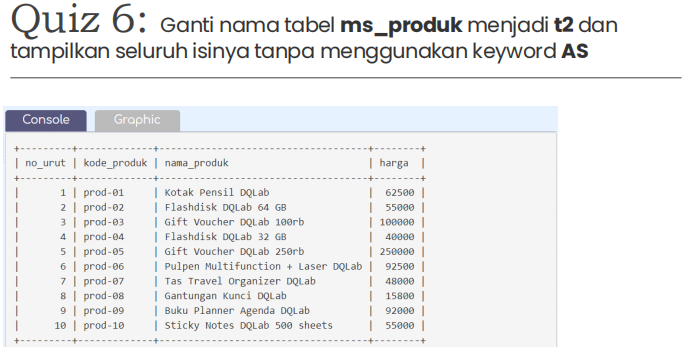 Quiz 6: Ganti nama tabel ms_produk menjadi t2 dan
tampilkan seluruh isinya tanpa menggunakan keyword AS
Console Graphic
+---------+-------------+------------------------------------+--------+
| no_urut | kode_produk | nama_produk | harga |
+---------+-------------+------------------------------------+--------+
| 1 | prod-01 | Kotak Pensil DQLab | 62500 |
| 2 | prod-02 | Flashdisk DQLab 64 GB | 55000 |
| 3 | prod-03 | Gift Voucher DQLab 100rb | 100000 |
| 4 | prod-04 | Flashdisk DQLab 32 GB | 40000 |
| 5 | prod-05 | Gift Voucher DQLab 250rb | 250000 |
| 6 | prod-06 | Pulpen Multifunction + Laser DQLab | 92500 |
| 7 | prod-07 | Tas Travel Organizer DQLab | 48000 |
| 8 | prod-08 | Gantungan Kunci DQLab | 15800 |
| 9 | prod-09 | Buku Planner Agenda DQLab | 92000 |
| 10 | prod-10 | Sticky Notes DQLab 500 sheets | 55000 |
+---------+-------------+------------------------------------+--------+